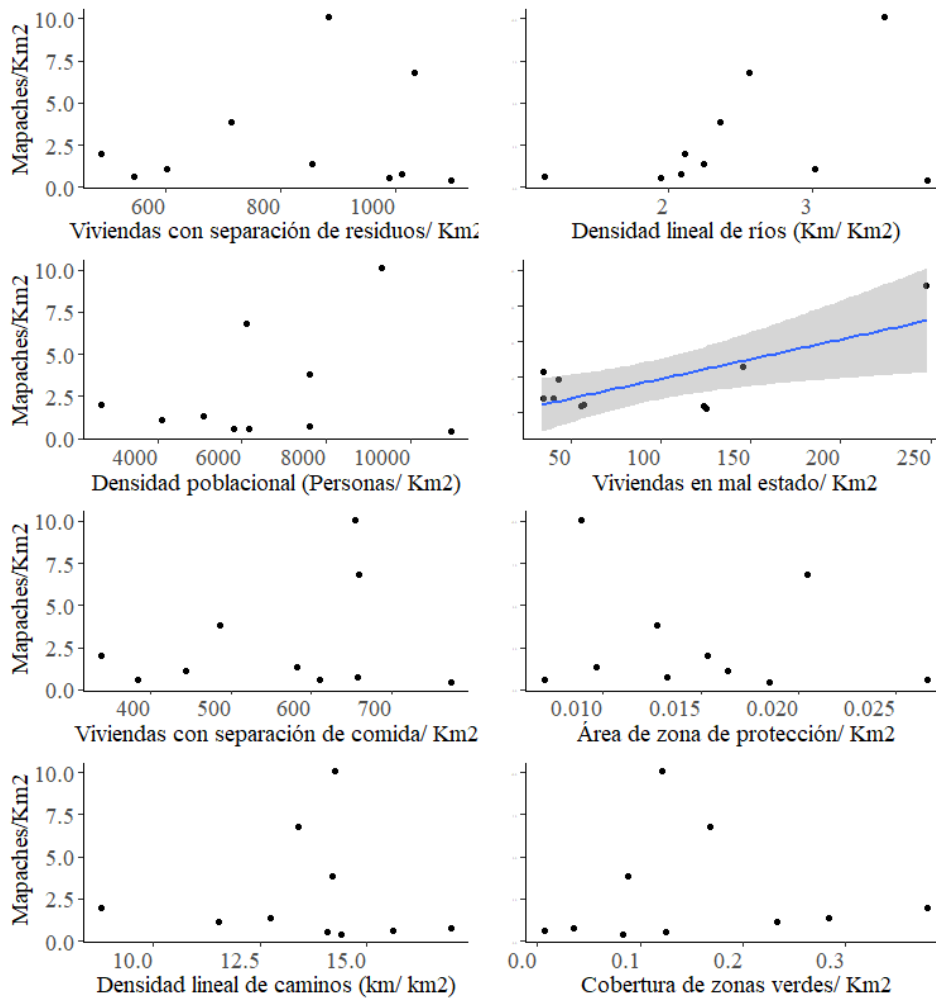 10.0
7.5
5.0
2.5
0.0
Mapaches/Km2
600 800 1000
Viviendas con separación de residuos/ Km2
2 3
Densidad lineal de ríos (Km/ Km2)
10.0
7.5
5.0
2.5
0.0
Mapaches/Km2
4000 6000 8000 10000
Densidad poblacional (Personas/ Km2)
50 100 150 200 250
Viviendas en mal estado/ Km2
10.0
7.5
5.0
2.5
0.0
Mapaches/Km2
400 500 600 700
Viviendas con separación de comida/ Km2
0.010 0.015 0.020 0.025
Área de zona de protección/ Km2
10.0
7.5
5.0
2.5
0.0
Mapaches/Km2
10.0 12.5 15.0
Densidad lineal de caminos (km/ km2)
0.0 0.1 0.2 0.3
Cobertura de zonas verdes/ Km2